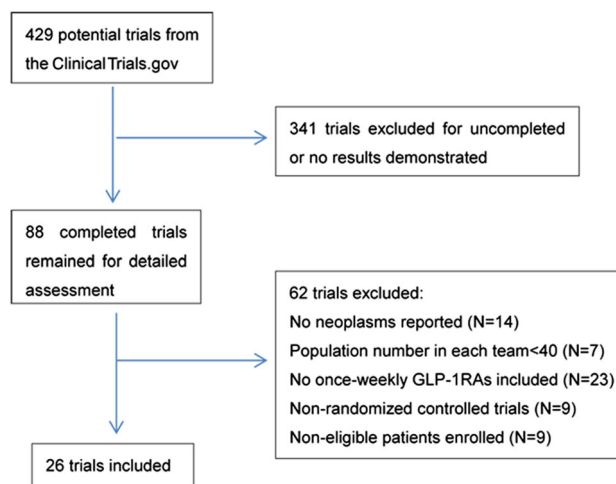 429 potential trials from
the ClinicalTrials.gov
341 trials excluded for uncompleted
or no results demonstrated
88 completed trials
remained for detailed
assessment
62 trials excluded:
No neoplasms reported (N=14)
Population number in each team<40 (N=7)
No once-weekly GLP-1RAs included (N=23)
Non-randomized controlled trials (N=9)
Non-eligible patients enrolled (N=9)
26 trials included